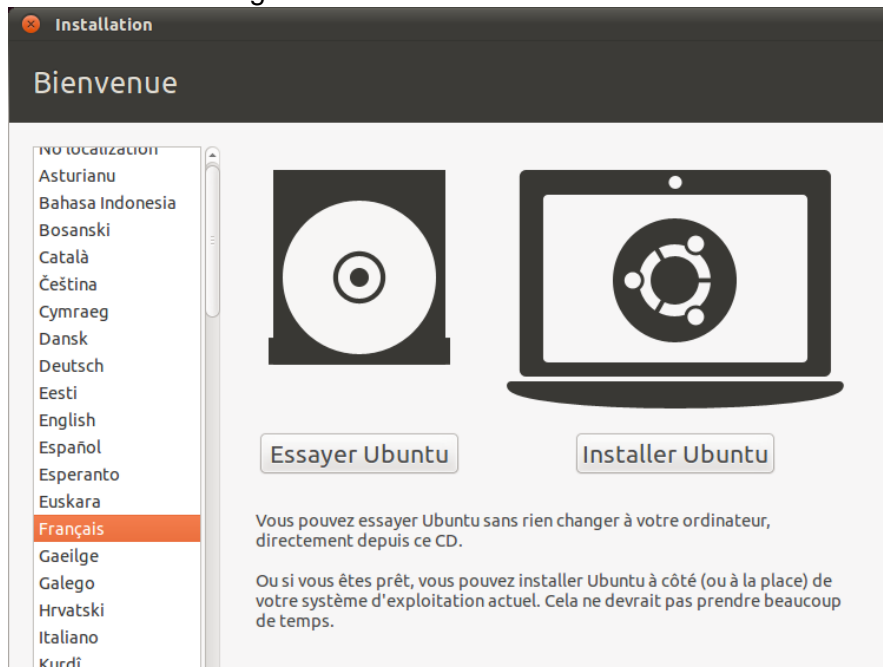 Installation
Bienvenue
No localization
Asturianu
Bahasa Indonesia
Bosanski
Català
Čeština
Cymraeg
Dansk
Deutsch
Eesti
English
Español
Esperanto
Euskara
Français
Gaeilge
Galego
Hrvatski
Italiano
Kurdî
Essayer Ubuntu
Installer Ubuntu
Vous pouvez essayer Ubuntu sans rien changer à votre ordinateur,
directement depuis ce CD.
Ou si vous êtes prêt, vous pouvez installer Ubuntu à côté (ou à la place) de
votre système d'exploitation actuel. Cela ne devrait pas prendre beaucoup
de temps.